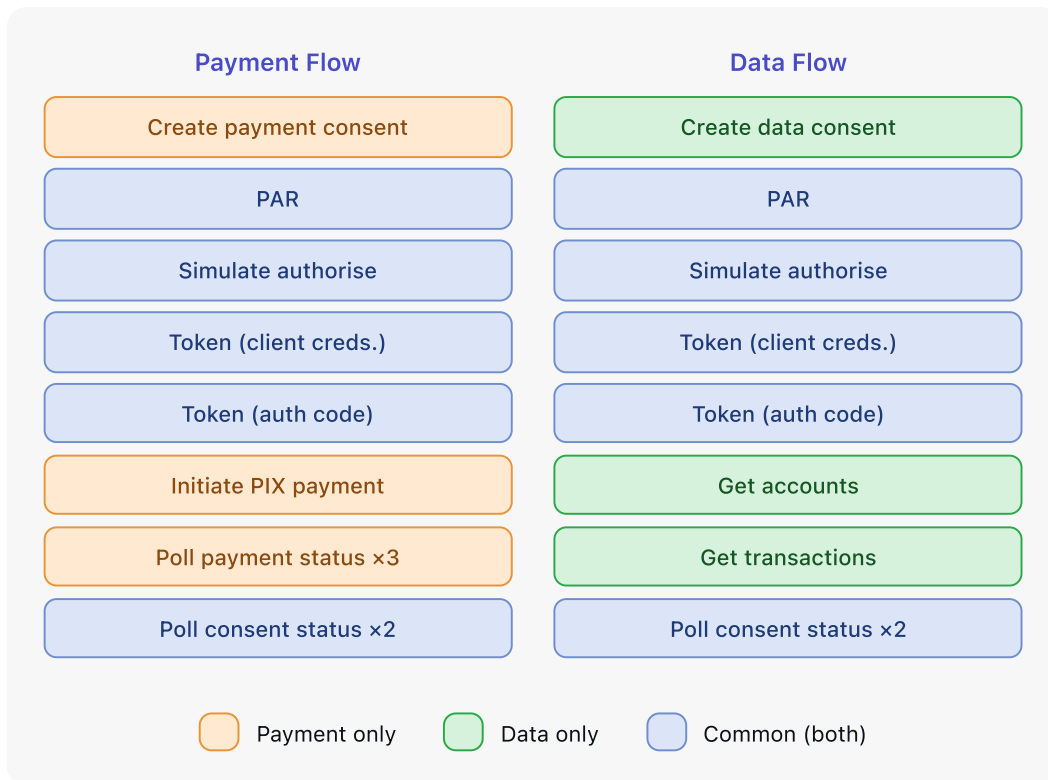 Payment Flow
Data Flow
Create payment consent
Create data consent
PAR
PAR
Simulate authorise
Simulate authorise
Token (client creds.)
Token (client creds.)
Token (auth code)
Token (auth code)
Initiate PIX payment
Get accounts
Poll payment status ×3
Get transactions
Poll consent status ×2
Poll consent status ×2
Payment only
Data only
Common (both)